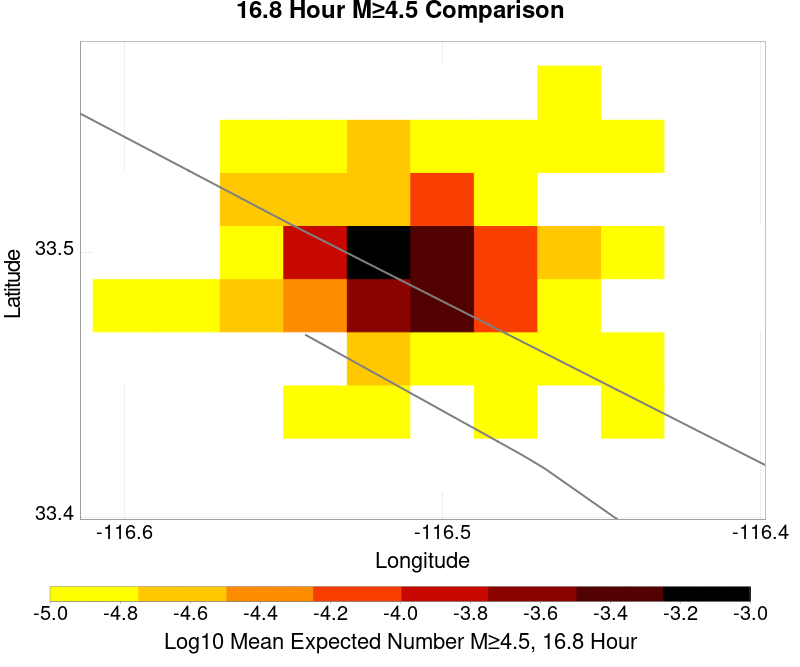 16.8 Hour M≥4.5 Comparison
Latitude
33.5
33.4
-116.6 -116.5 -116.4
Longitude
-5.0 -4.8 -4.6 -4.4 -4.2 -4.0 -3.8 -3.6 -3.4 -3.2 -3.0
Log10 Mean Expected Number M≥4.5, 16.8 Hour